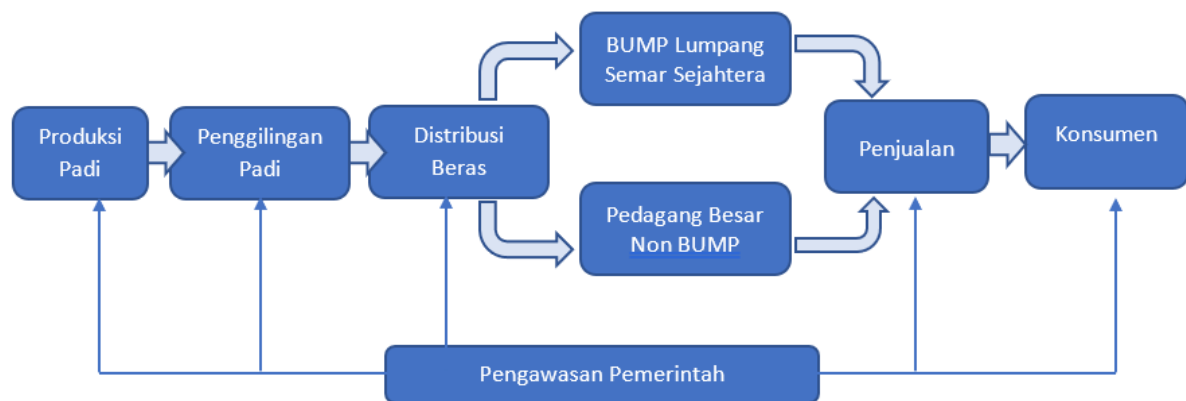 Produksi
Padi
Penggilingan
Padi
Distribusi
Beras
BUMP Lumpang
Semar Sejahtera
Pedagang Besar
Non BUMP
Penjualan
Konsumen
Pengawasan Pemerintah